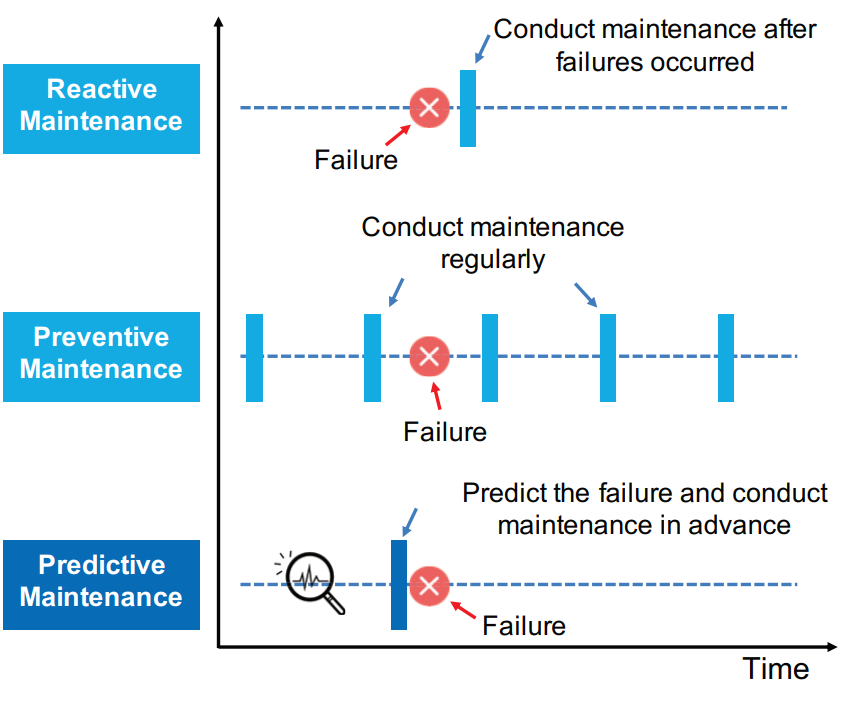 Conduct maintenance after
failures occurred
Reactive
Maintenance
Failure
Conduct maintenance
regularly
Preventive
Maintenance
Failure
Predict the failure and conduct
maintenance in advance
Predictive
Maintenance
Failure
Time